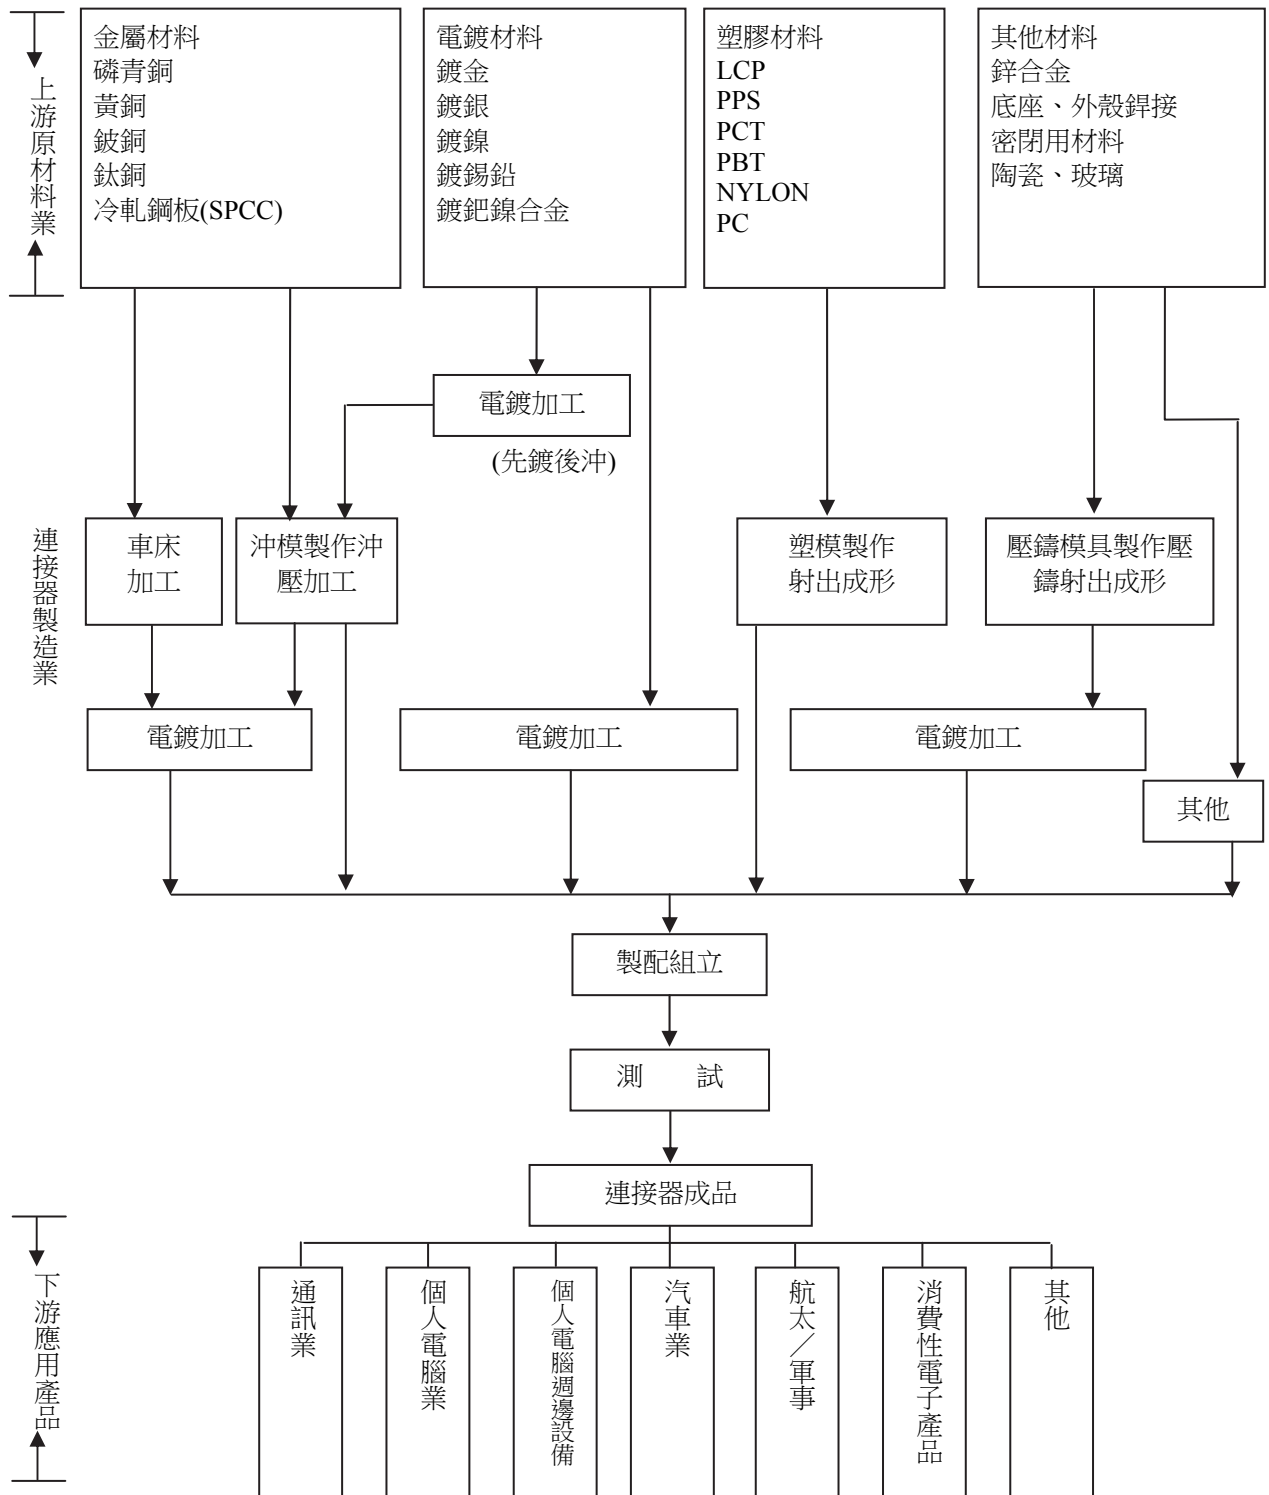 上游原材料業
金屬材料
磷青銅
黃銅
鈹銅
鈦銅
冷軋鋼板(SPCC)
電鍍材料
鍍金
鍍銀
鍍鎳
鍍錫鉛
鍍鈀鎳合金
塑膠材料
LCP
PPS
PCT
PBT
NYLON
PC
其他材料
鋅合金
底座、外殼銲接
密閉用材料
陶瓷、玻璃
電鍍加工
(先鍍後沖)
連接器製造業
車床
加工
沖模製作沖
壓加工
塑模製作
射出成形
壓鑄模具製作壓
鑄射出成形
電鍍加工
電鍍加工
電鍍加工
其他
製配組立
測 試
連接器成品
下游應用產品
通訊業
個人電腦業
個人電腦週邊設備
汽車業
航太／軍事
消費性電子產品
其他